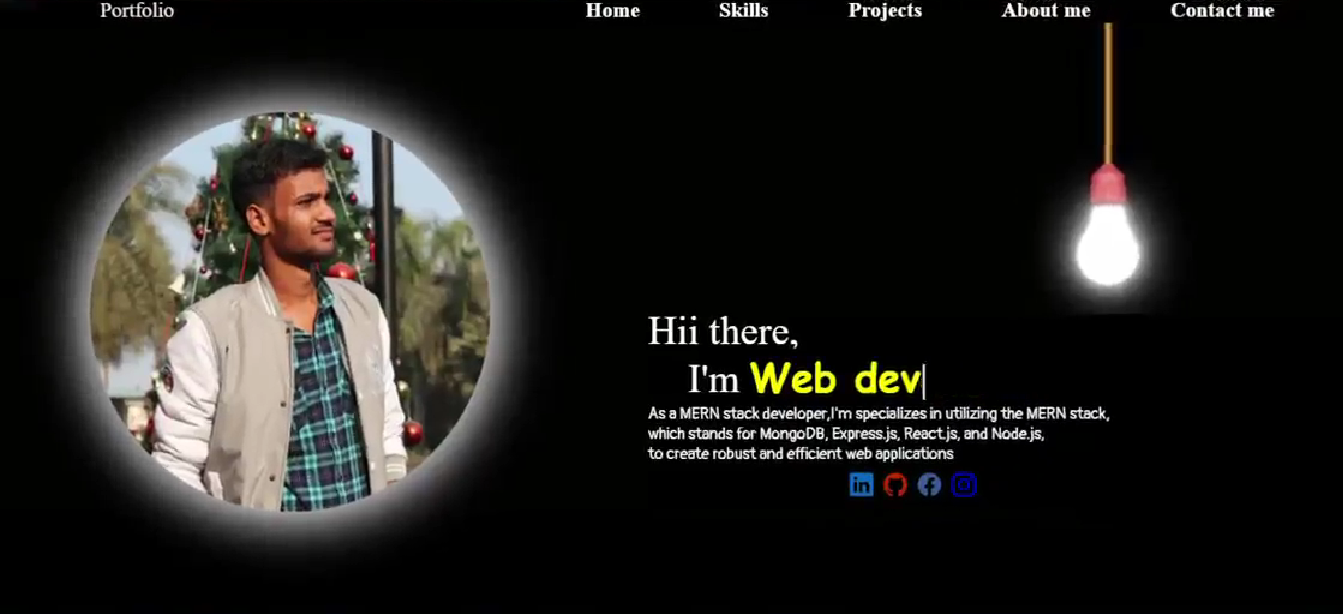 Portfolio
Home Skills Projects About me Contact me
Hii there,
I'm Web dev
As a MERN stack developer,I'm specializes in utilizing the MERN stack,
which stands for MongoDB, Express.js, React.js, and Node.js,
to create robust and efficient web applications
in